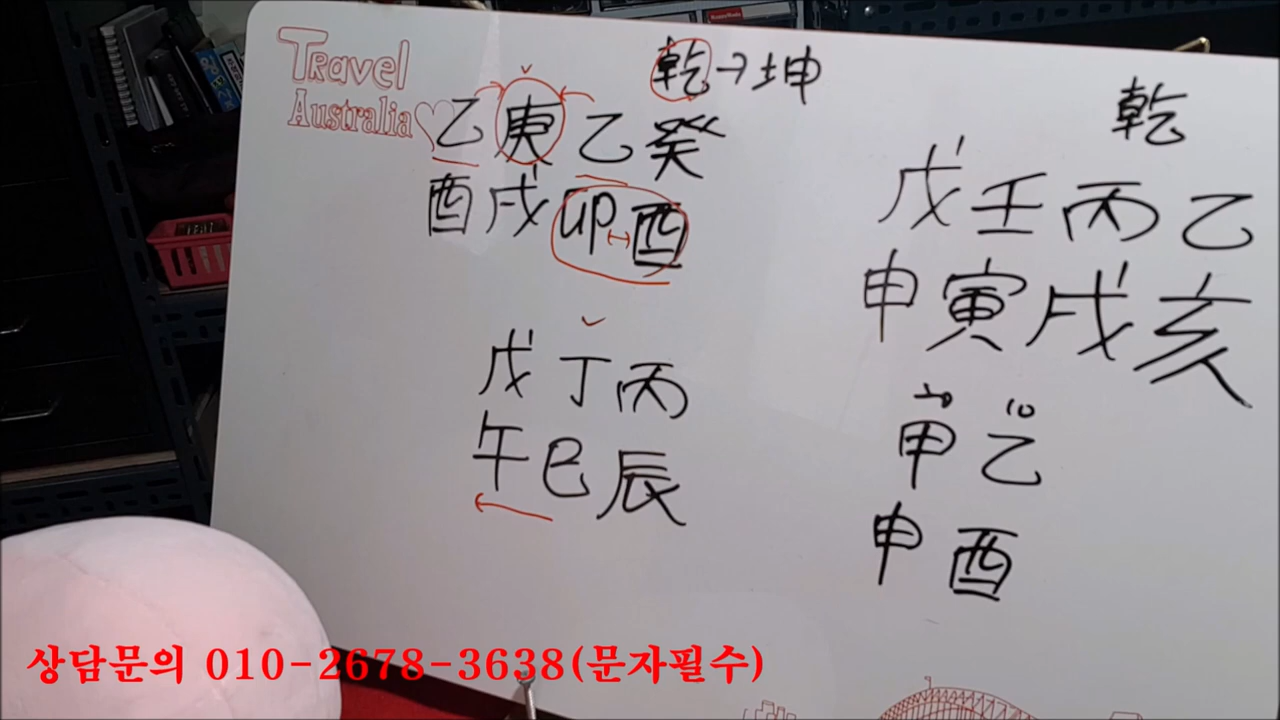 Travel
Australia
乾→坤
乙庚乙癸
酉戌卯↔酉
戊丁丙
午巳辰
乾
戊壬丙乙
申寅戌亥
20 10
甲乙
申酉
상담문의 010-2678-3638(문자필수)